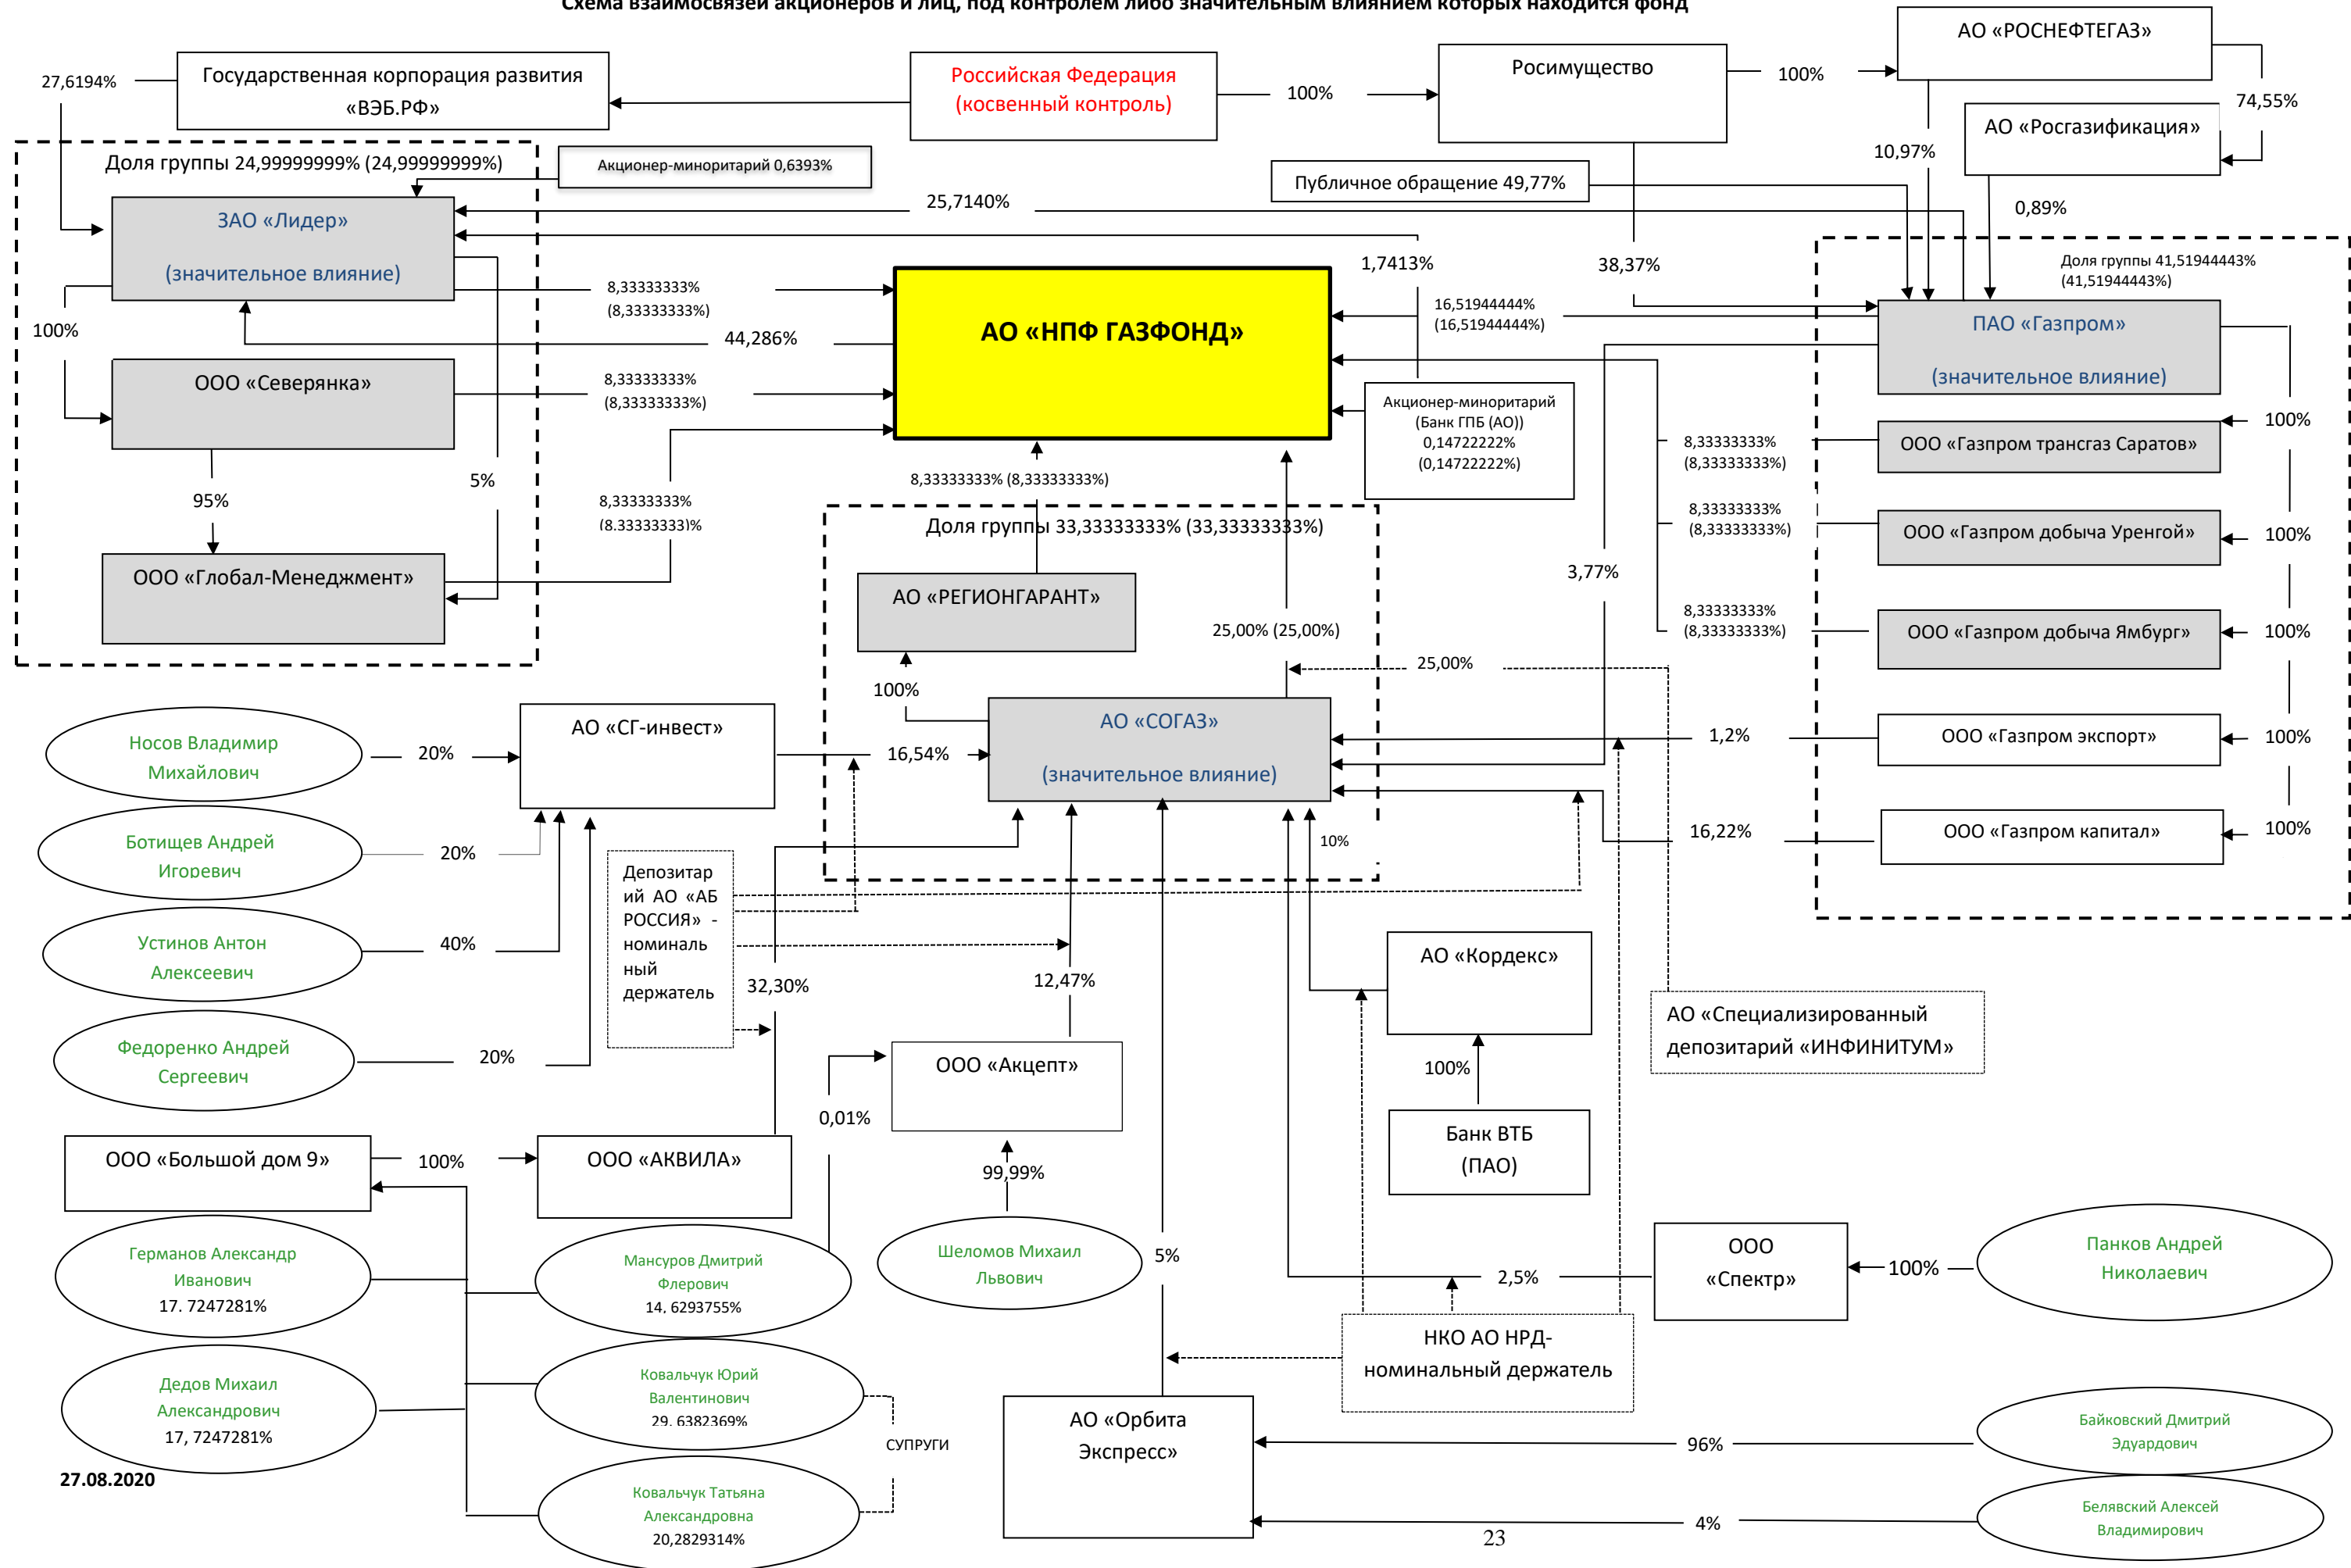 Схема взаимосвязей акционеров и лиц, под контролем либо значительным влиянием которых находится фонд
Государственная корпорация развития
«ВЭБ.РФ»
27,6194%
Российская Федерация
(косвенный контроль)
100%
Росимущество
100%
АО «РОСНЕФТЕГАЗ»
74,55%
АО «Росгазификация»
10,97%
0,89%
Доля группы 24,99999999% (24,99999999%)
Акционер-миноритарий 0,6393%
Публичное обращение 49,77%
25,7140%
ЗАО «Лидер»
(значительное влияние)
1,7413%
38,37%
Доля группы 41,51944443%
(41,51944443%)
8,33333333%
(8,33333333%)
АО «НПФ ГАЗФОНД»
16,51944444%
(16,51944444%)
ПАО «Газпром»
(значительное влияние)
100%
44,286%
ООО «Северянка»
8,33333333%
(8,33333333%)
Акционер-миноритарий
(Банк ГПБ (АО))
0,14722222%
(0,14722222%)
100%
8,33333333%
(8,33333333%)
ООО «Газпром трансгаз Саратов»
95%
5%
8,33333333%
(8.33333333)%
8,33333333% (8,33333333%)
Доля группы 33,33333333% (33,33333333%)
8,33333333%
(8,33333333%)
ООО «Газпром добыча Уренгой»
100%
ООО «Глобал-Менеджмент»
АО «РЕГИОНГАРАНТ»
3,77%
25,00% (25,00%)
8,33333333%
(8,33333333%)
ООО «Газпром добыча Ямбург»
100%
25,00%
100%
Носов Владимир
Михайлович
20%
АО «СГ-инвест»
16,54%
АО «СОГАЗ»
(значительное влияние)
1,2%
ООО «Газпром экспорт»
100%
Ботищев Андрей
Игоревич
20%
10%
16,22%
ООО «Газпром капитал»
100%
Депозитар
ий АО «АБ
РОССИЯ» -
номиналь
ный
держатель
Устинов Антон
Алексеевич
40%
32,30%
12,47%
АО «Кордекс»
АО «Специализированный
депозитарий «ИНФИНИТУМ»
Федоренко Андрей
Сергеевич
20%
ООО «Акцепт»
100%
0,01%
Банк ВТБ
(ПАО)
ООО «Большой дом 9»
100%
ООО «АКВИЛА»
99,99%
Германов Александр
Иванович
17. 7247281%
Мансуров Дмитрий
Флерович
14, 6293755%
Шеломов Михаил
Львович
5%
2,5%
ООО
«Спектр»
100%
Панков Андрей
Николаевич
НКО АО НРД-
номинальный держатель
Дедов Михаил
Александрович
17, 7247281%
Ковальчук Юрий
Валентинович
29. 6382369%
СУПРУГИ
АО «Орбита
Экспресс»
96%
Байковский Дмитрий
Эдуардович
27.08.2020
Ковальчук Татьяна
Александровна
20,2829314%
4%
Белявский Алексей
Владимирович
23